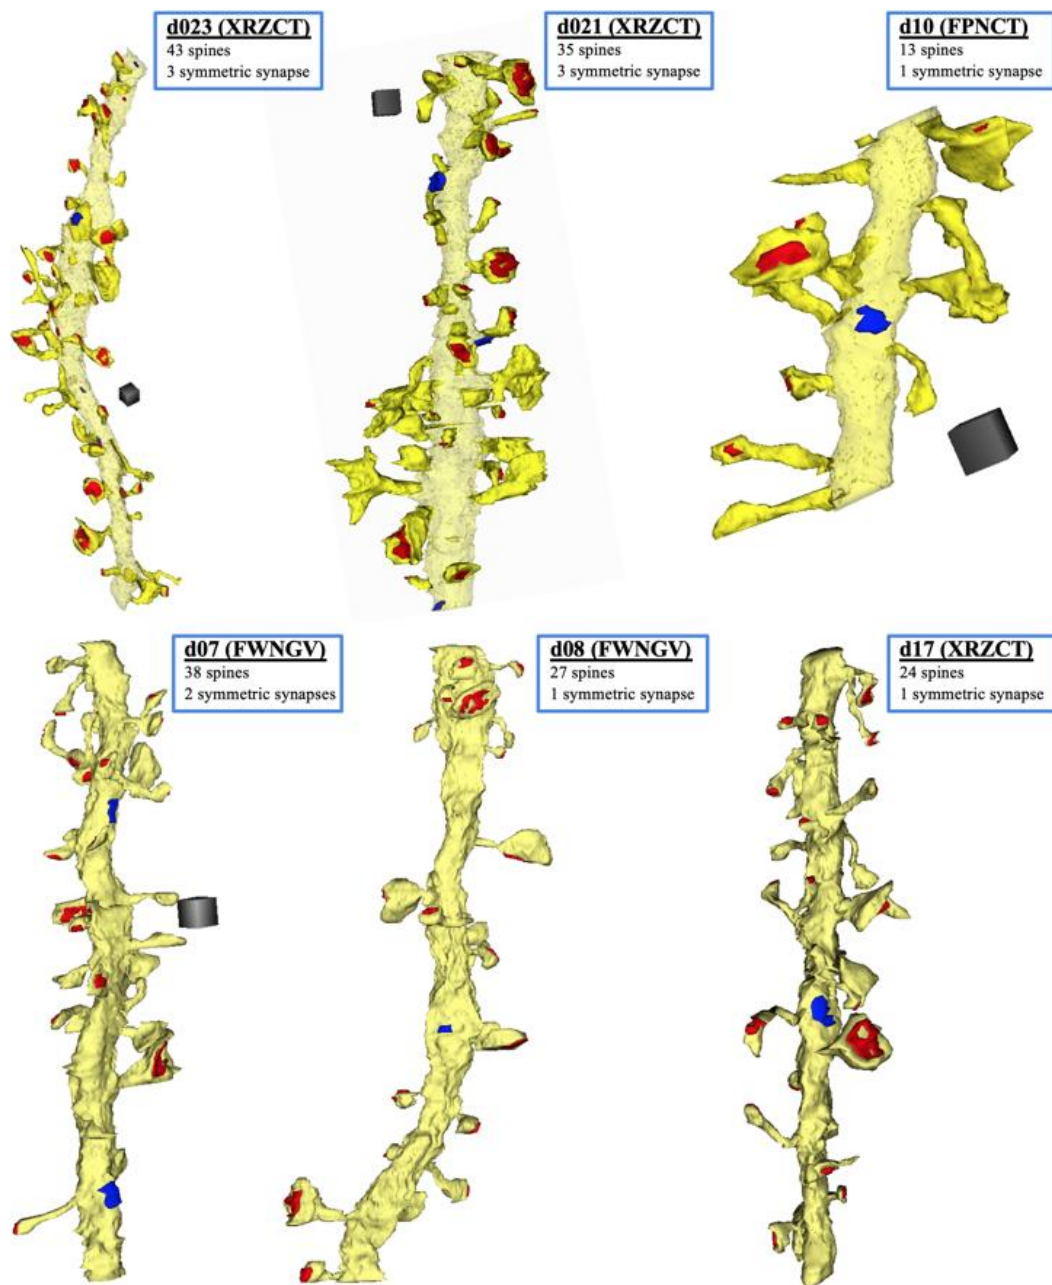 d023 (XRZCT)
43 spines
3 symmetric synapse
d021 (XRZCT)
35 spines
3 symmetric synapse
d10 (FPNCT)
13 spines
1 symmetric synapse
d07 (FWNGV)
38 spines
2 symmetric synapses
d08 (FWNGV)
27 spines
1 symmetric synapse
d17 (XRZCT)
24 spines
1 symmetric synapse